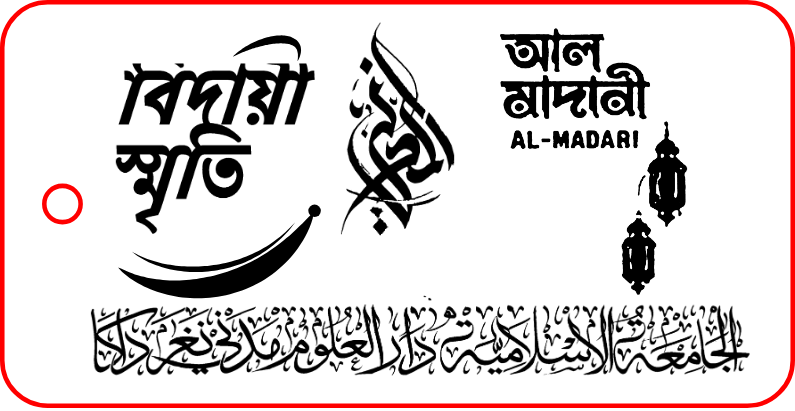 বিদায়ী
স্মৃতি
আল
মাদানী
AL-MADARI
الجامعة الاسلامية دار العلوم مدني نغر داكا